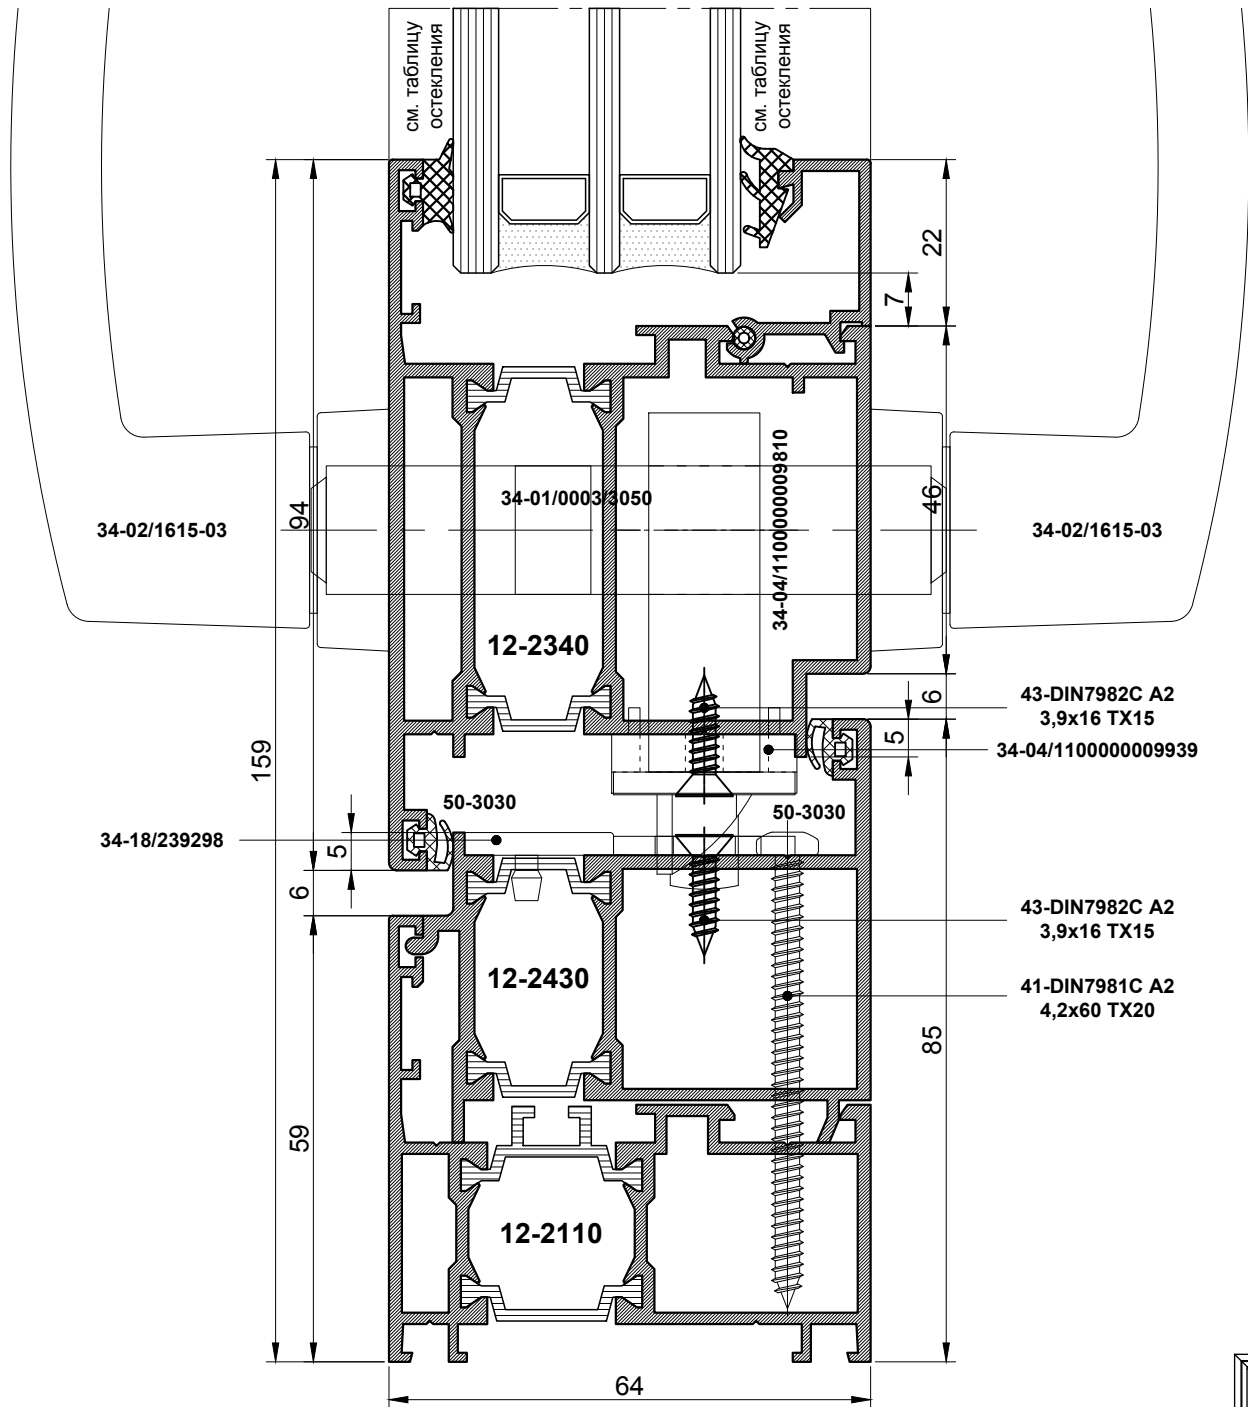 см. таблицу
остекления
см. таблицу
остекления
22
7
34-01/0003/3050
34-04/1100000009810
46
94
34-02/1615-03
34-02/1615-03
12-2340
6
43-DIN7982C A2
3,9x16 TX15
5
34-04/1100000009939
159
50-3030
50-3030
34-18/239298
5
6
43-DIN7982C A2
3,9x16 TX15
12-2430
41-DIN7981C A2
4,2x60 TX20
85
59
12-2110
64